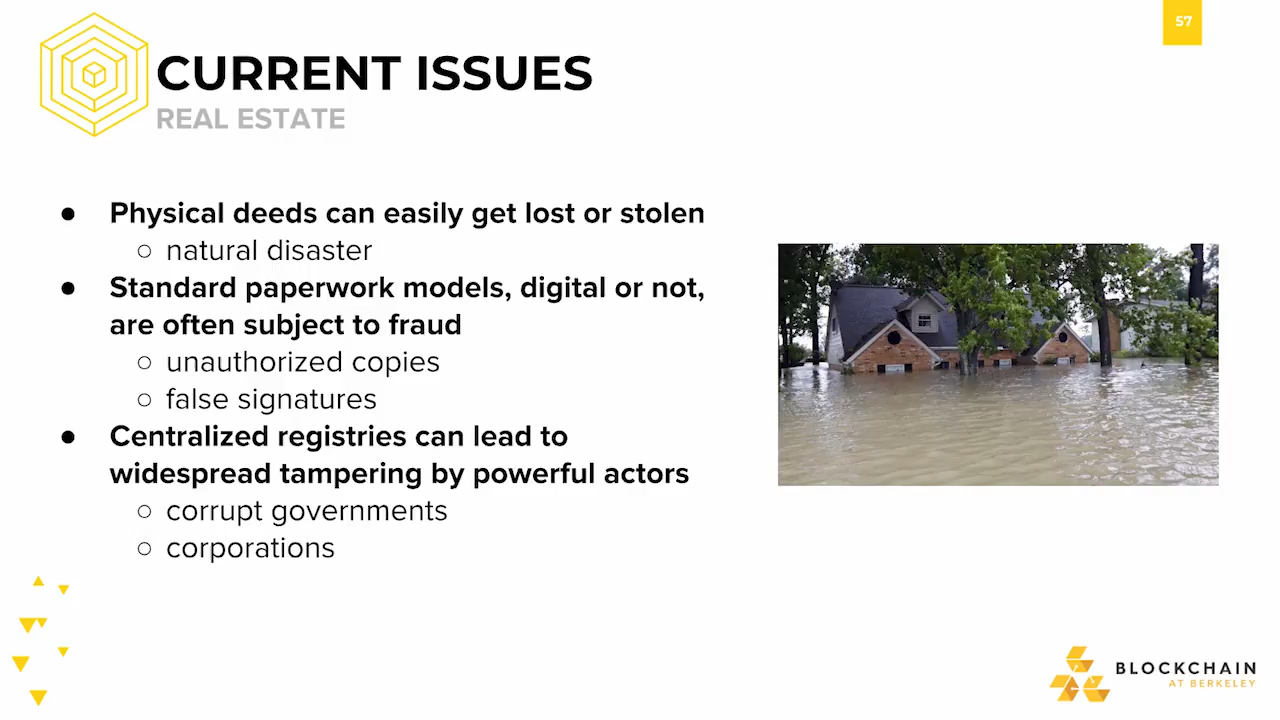 57
CURRENT ISSUES
REAL ESTATE
● Physical deeds can easily get lost or stolen
○ natural disaster
● Standard paperwork models, digital or not,
are often subject to fraud
○ unauthorized copies
○ false signatures
● Centralized registries can lead to
widespread tampering by powerful actors
○ corrupt governments
○ corporations
BLOCKCHAIN
AT BERKELEY